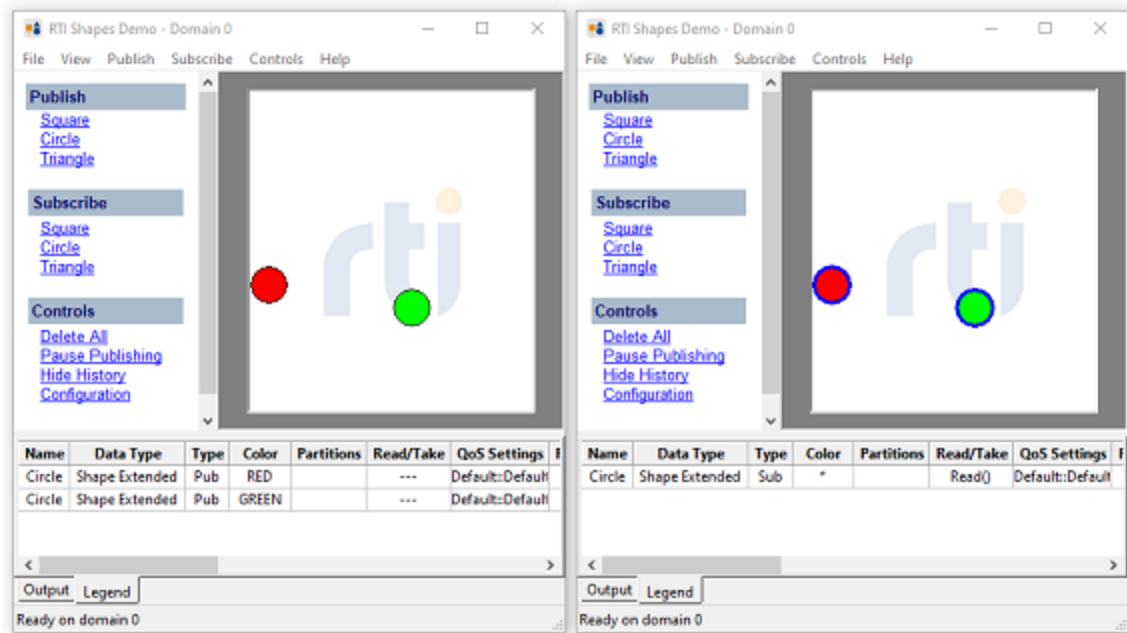 RTI Shapes Demo - Domain 0
File View Publish Subscribe Controls Help
Publish
Square
Circle
Triangle
Subscribe
Square
Circle
Triangle
Controls
Delete All
Pause Publishing
Hide History
Configuration
rti
Name Data Type Type Color Partitions Read/Take QoS Settings
Circle Shape Extended Pub RED --- Default::Default
Circle Shape Extended Pub GREEN --- Default::Default
Output Legend
Ready on domain 0
RTI Shapes Demo - Domain 0
File View Publish Subscribe Controls Help
Publish
Square
Circle
Triangle
Subscribe
Square
Circle
Triangle
Controls
Delete All
Pause Publishing
Hide History
Configuration
rti
Name Data Type Type Color Partitions Read/Take QoS Settings
Circle Shape Extended Sub * Read() Default::Default
Output Legend
Ready on domain 0